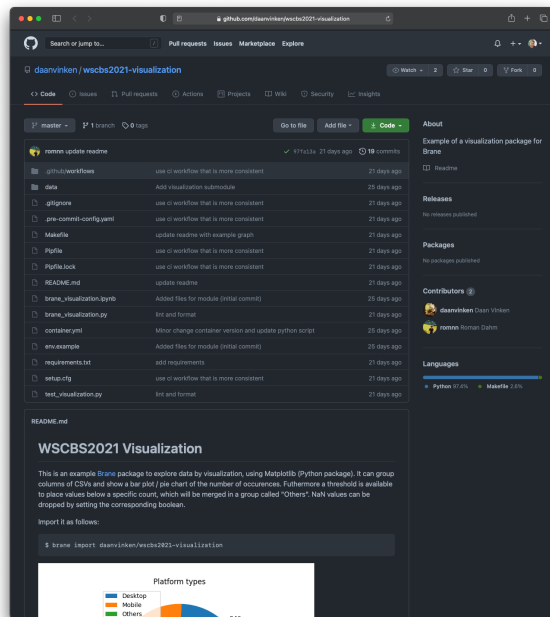 github.com/daanvinken/wscbs2021-visualization
Search or jump to...
/
Pull requests Issues Marketplace Explore
daanvinken / wscbs2021-visualization
Watch 2
Star 0
Fork 0
Code
Issues
Pull requests
Actions
Projects
Wiki
Security
Insights
master
1 branch
0 tags
Go to file
Add file
Code
romnn update readme
21 days ago
19 commits
.github/workflows use ci workflow that is more consistent 21 days ago
data Add visualization submodule 25 days ago
.gitignore use ci workflow that is more consistent 21 days ago
.pre-commit-config.yaml use ci workflow that is more consistent 21 days ago
Makefile update readme with example graph 21 days ago
Pipfile use ci workflow that is more consistent 21 days ago
Pipfile.lock use ci workflow that is more consistent 21 days ago
README.md update readme 21 days ago
brane_visualization.ipynb Added files for module (initial commit) 25 days ago
brane_visualization.py lint and format 21 days ago
container.yml Minor change container version and update python script 25 days ago
env.example Added files for module (initial commit) 25 days ago
requirements.txt add requirements 21 days ago
setup.cfg use ci workflow that is more consistent 21 days ago
test_visualization.py lint and format 21 days ago
About
Example of a visualization package for
Brane
Readme
Releases
No releases published
Packages
No packages published
Contributors 2
daanvinken Daan Vinken
romnn Roman Dahm
Languages
Python 97.4% Makefile 2.6%
README.md
WSCBS2021 Visualization
This is an example Brane package to explore data by visualization, using Matplotlib (Python package). It can group
columns of CSVs and show a bar plot / pie chart of the number of occurences. Futhermore a threshold is available
to place values below a specific count, which will be merged in a group called "Others". NaN values can be
dropped by setting the corresponding boolean.
Import it as follows:
$ brane import daanvinken/wscbs2021-visualization
Platform types
Desktop
Mobile
Others